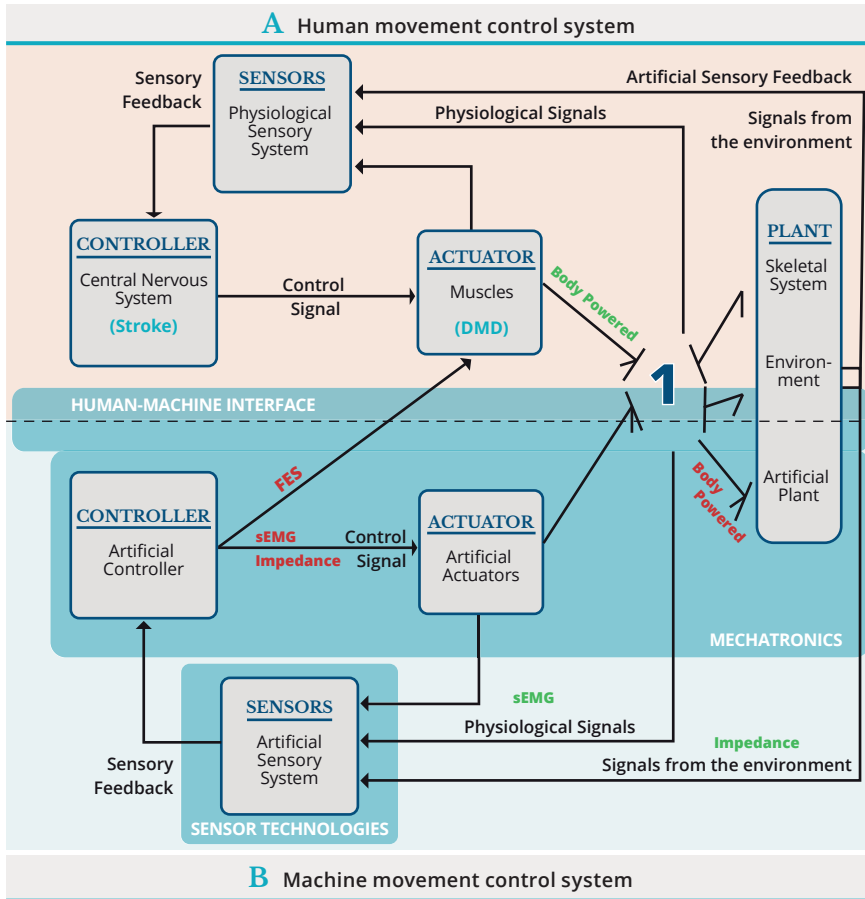 A Human movement control system
SENSORS
Physiological
Sensory
System
Sensory
Feedback
Artificial Sensory Feedback
Physiological Signals
Signals from
the environment
CONTROLLER
Central Nervous
System
(Stroke)
Control
Signal
ACTUATOR
Muscles
(DMD)
Body Powered
PLANT
Skeletal
System
Environ-
ment
Artificial
Plant
1
HUMAN-MACHINE INTERFACE
FES
Body
Powered
CONTROLLER
Artificial
Controller
sEMG
Impedance
Control
Signal
ACTUATOR
Artificial
Actuators
MECHATRONICS
SENSORS
Artificial
Sensory
System
Sensory
Feedback
sEMG
Physiological Signals
Impedance
Signals from the environment
SENSOR TECHNOLOGIES
B Machine movement control system